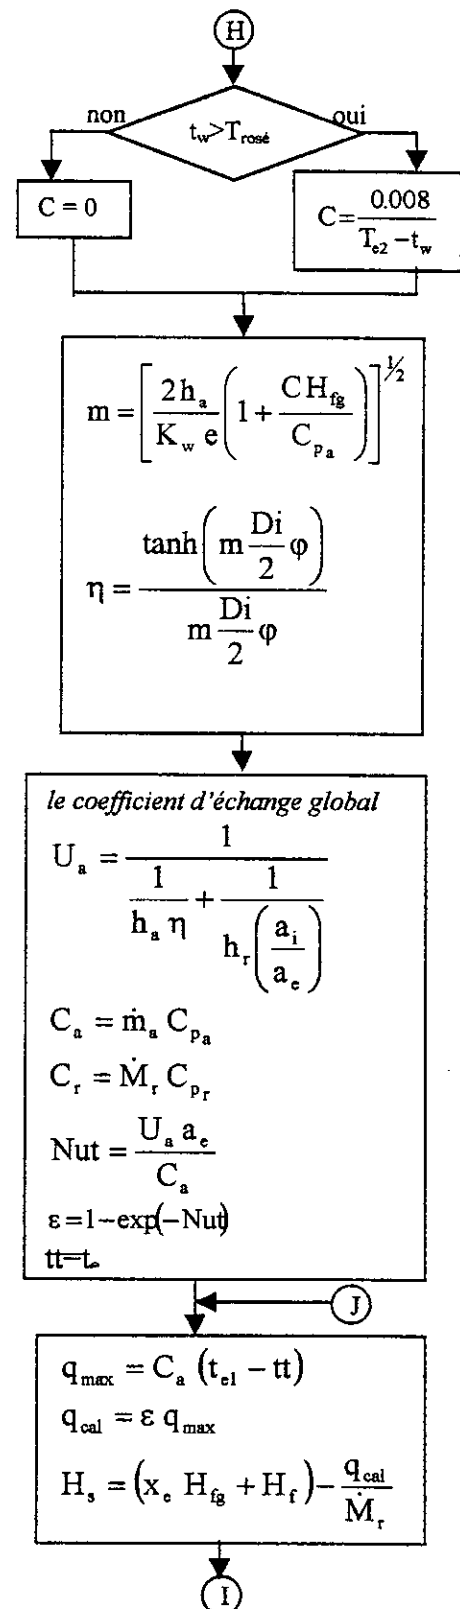 H
non
oui
t_w>T_rosé
C = 0
C = 0.008 / (T_e2 − t_w)
m = [ 2h_a / (K_w e) ( 1 + C H_fg / C_pa ) ]^½
η = tanh( m Di/2 φ ) / ( m Di/2 φ )
le coefficient d'échange global
U_a = 1 / ( 1/(h_a η) + 1/( h_r ( a_i / a_e ) ) )
C_a = ṁ_a C_pa
C_r = Ṁ_r C_pr
Nut = U_a a_e / C_a
ε=1−exp(−Nut)
tt=t_e
J
q_max = C_a (t_e1 − tt)
q_cal = ε q_max
H_s = (x_e H_fg + H_f) − q_cal / Ṁ_r
I